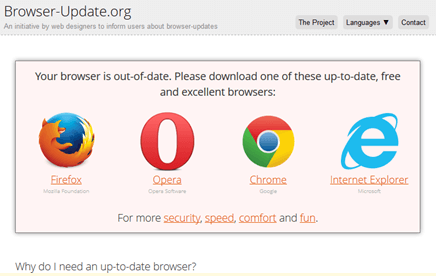 Browser-Update.org
An initiative by web designers to inform users about browser-updates
The Project
Languages ▼
Contact
Your browser is out-of-date. Please download one of these up-to-date, free
and excellent browsers:
Firefox
Mozilla Foundation
Opera
Opera Software
Chrome
Google
Internet Explorer
Microsoft
For more security, speed, comfort and fun.
Why do I need an up-to-date browser?